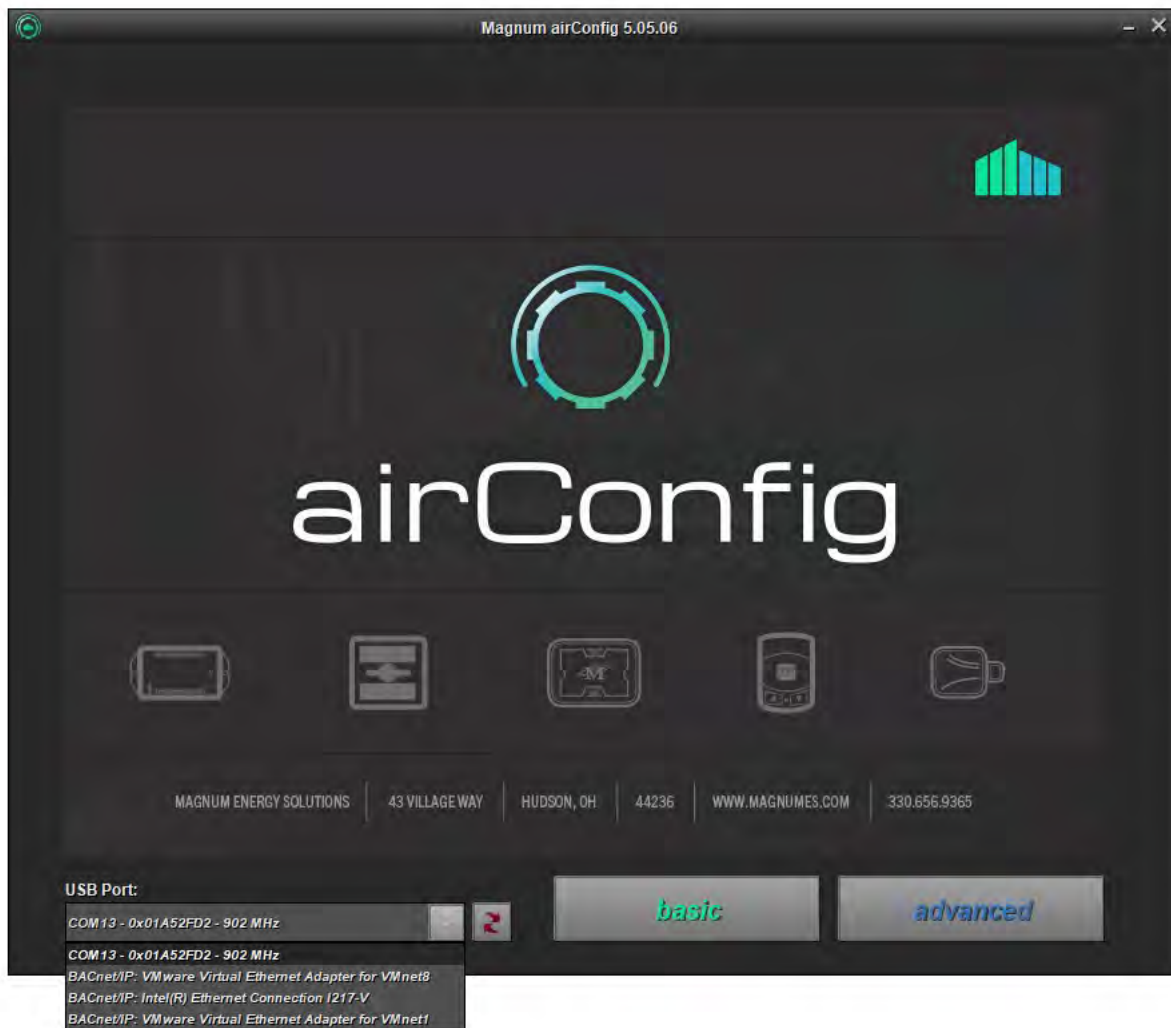 Magnum airConfig 5.05.06
airConfig
M
MAGNUM ENERGY SOLUTIONS 43 VILLAGE WAY HUDSON, OH 44236 WWW.MAGNUMES.COM 330.656.9365
USB Port:
COM13 - 0x01A52FD2 - 902 MHz
basic
advanced
COM13 - 0x01A52FD2 - 902 MHz
BACnet/IP: VMware Virtual Ethernet Adapter for VMnet8
BACnet/IP: Intel(R) Ethernet Connection I217-V
BACnet/IP: VMware Virtual Ethernet Adapter for VMnet1